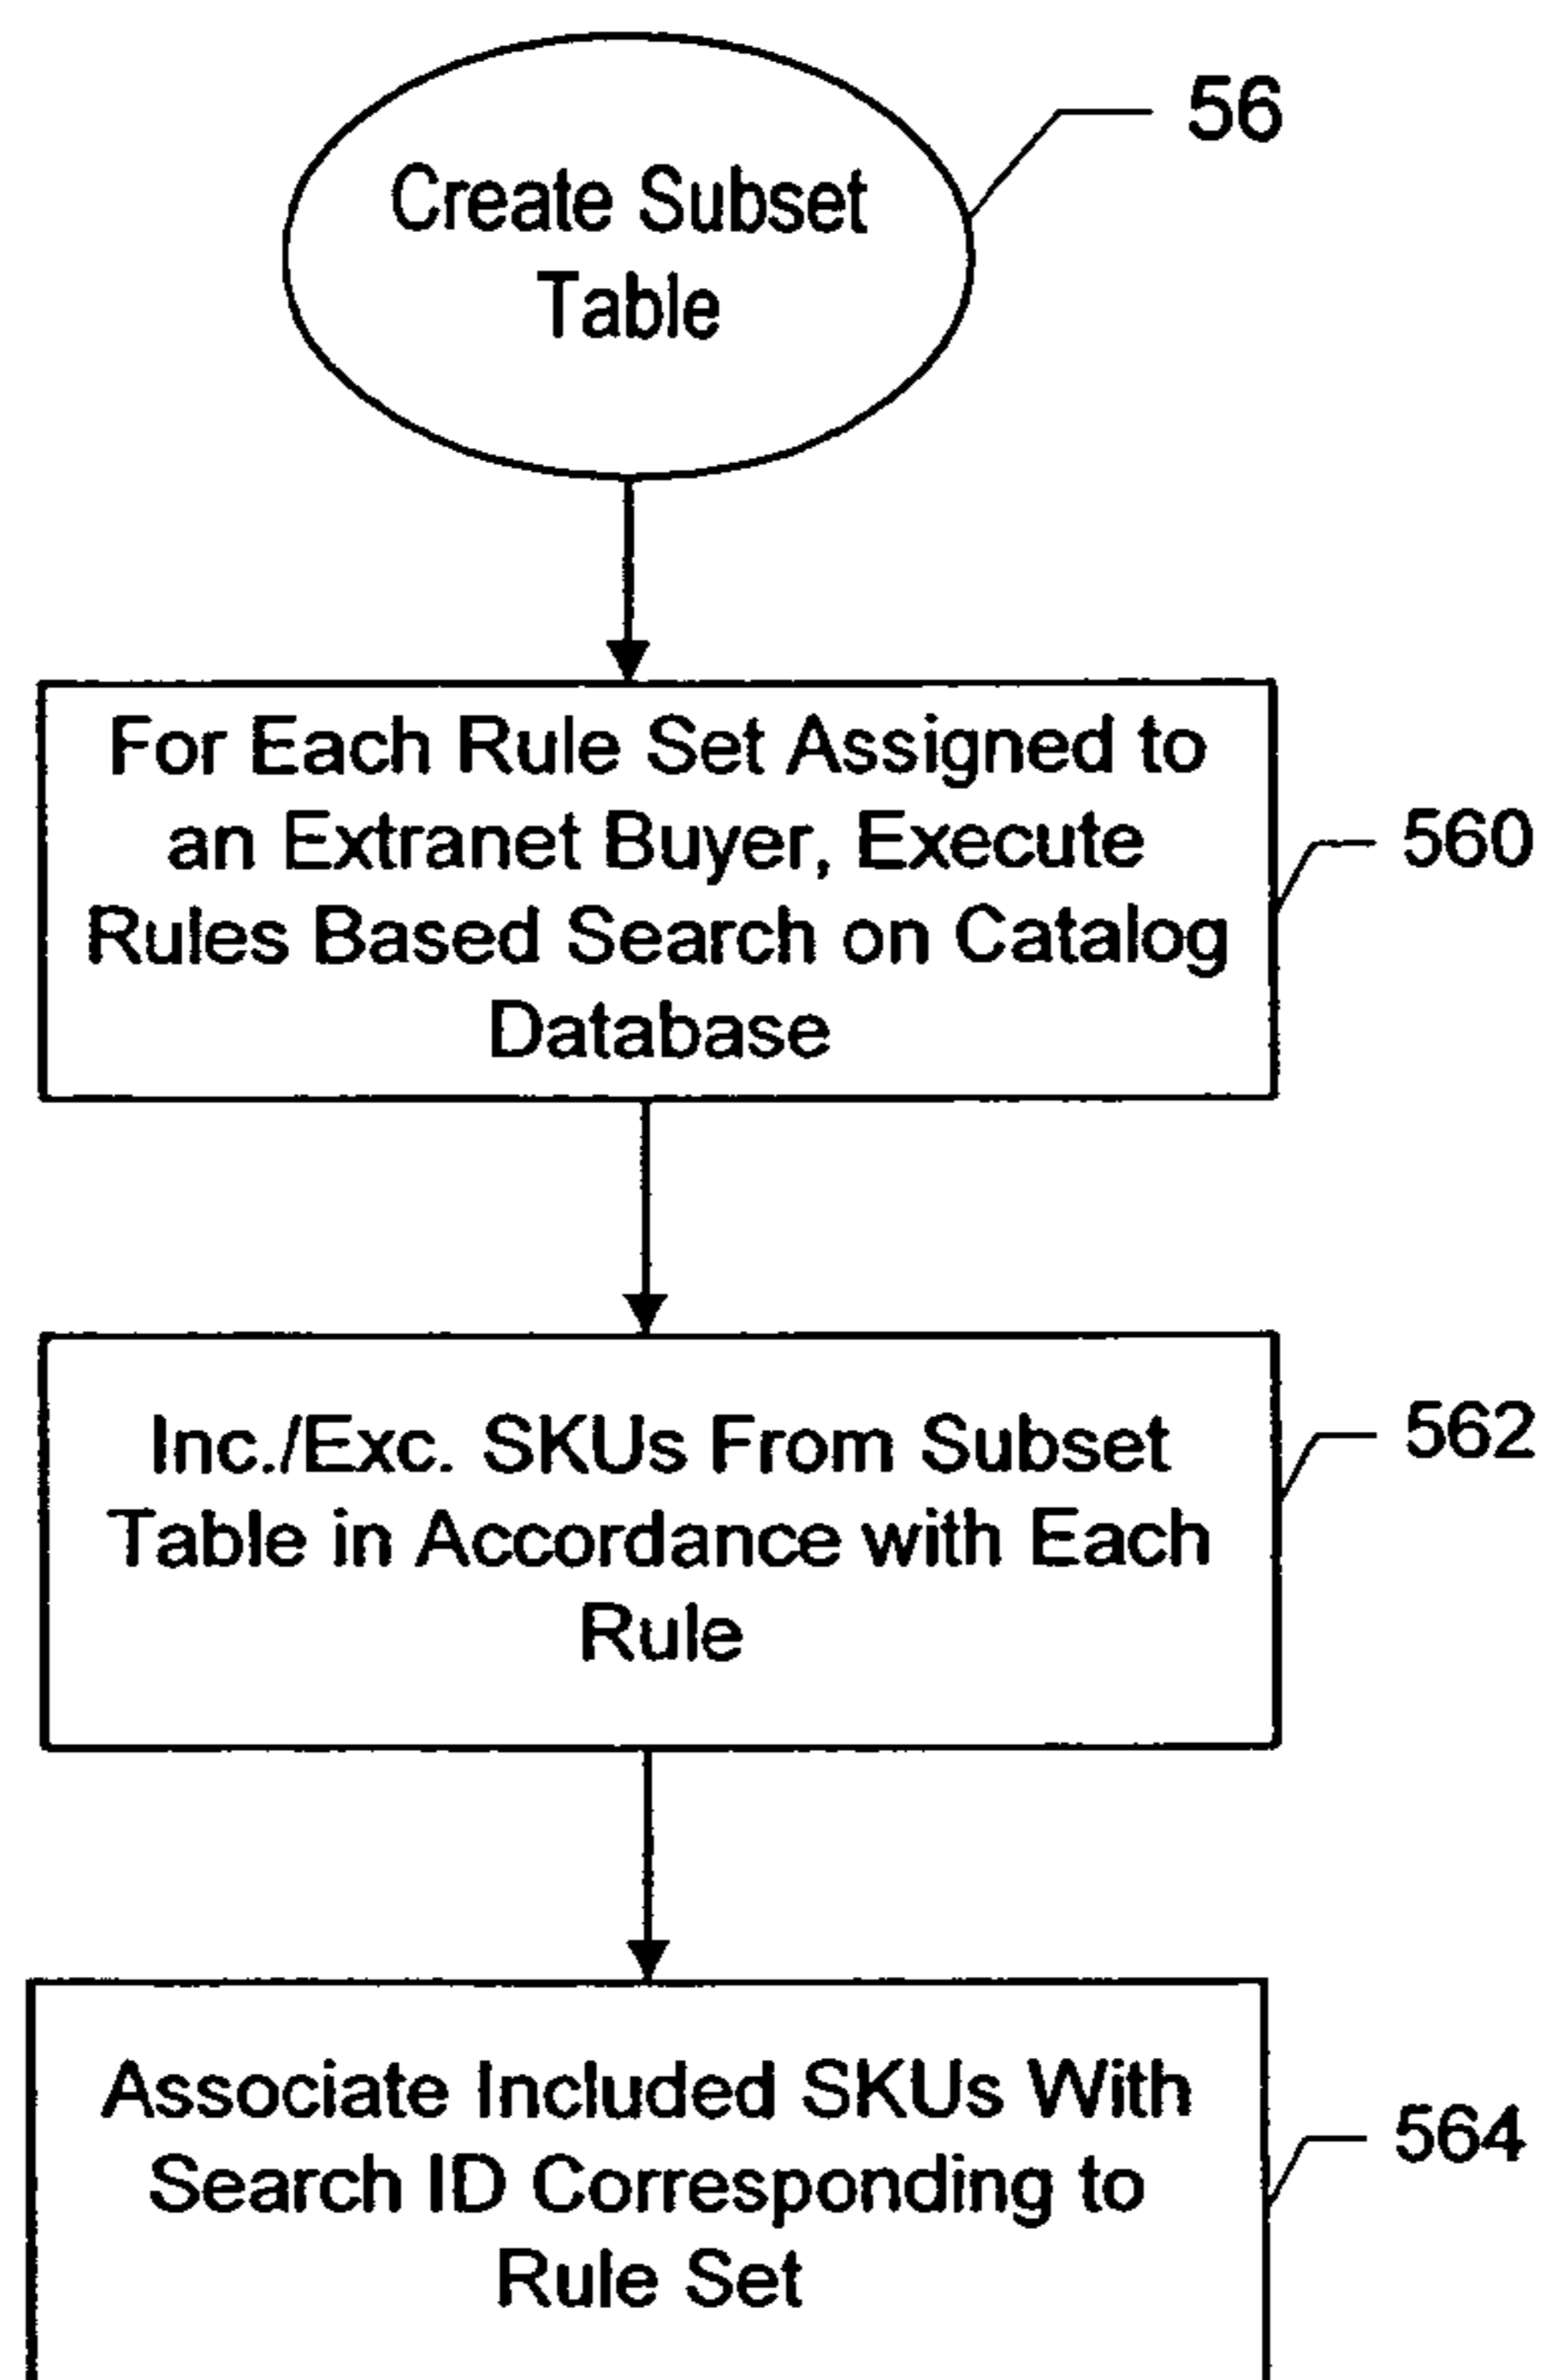 56
Create Subset
Table
For Each Rule Set Assigned to
an Extranet Buyer, Execute
Rules Based Search on Catalog
Database
560
Inc./Exc. SKUs From Subset
Table in Accordance with Each
Rule
562
Associate Included SKUs With
Search ID Corresponding to
Rule Set
564